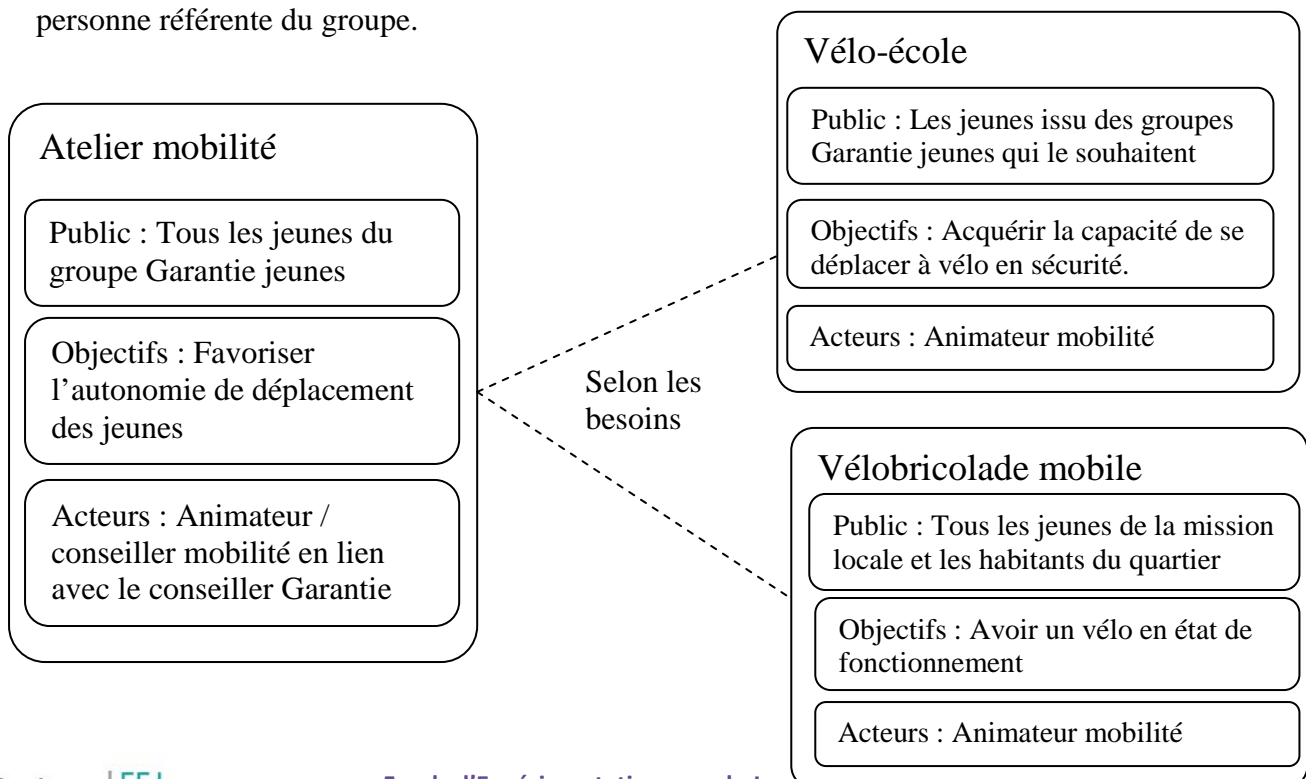 personne référente du groupe.
Atelier mobilité
Public : Tous les jeunes du
groupe Garantie jeunes
Objectifs : Favoriser
l’autonomie de déplacement
des jeunes
Acteurs : Animateur /
conseiller mobilité en lien
avec le conseiller Garantie
Selon les
besoins
Vélo-école
Public : Les jeunes issu des groupes
Garantie jeunes qui le souhaitent
Objectifs : Acquérir la capacité de se
déplacer à vélo en sécurité.
Acteurs : Animateur mobilité
Vélobricolade mobile
Public : Tous les jeunes de la mission
locale et les habitants du quartier
Objectifs : Avoir un vélo en état de
fonctionnement
Acteurs : Animateur mobilité